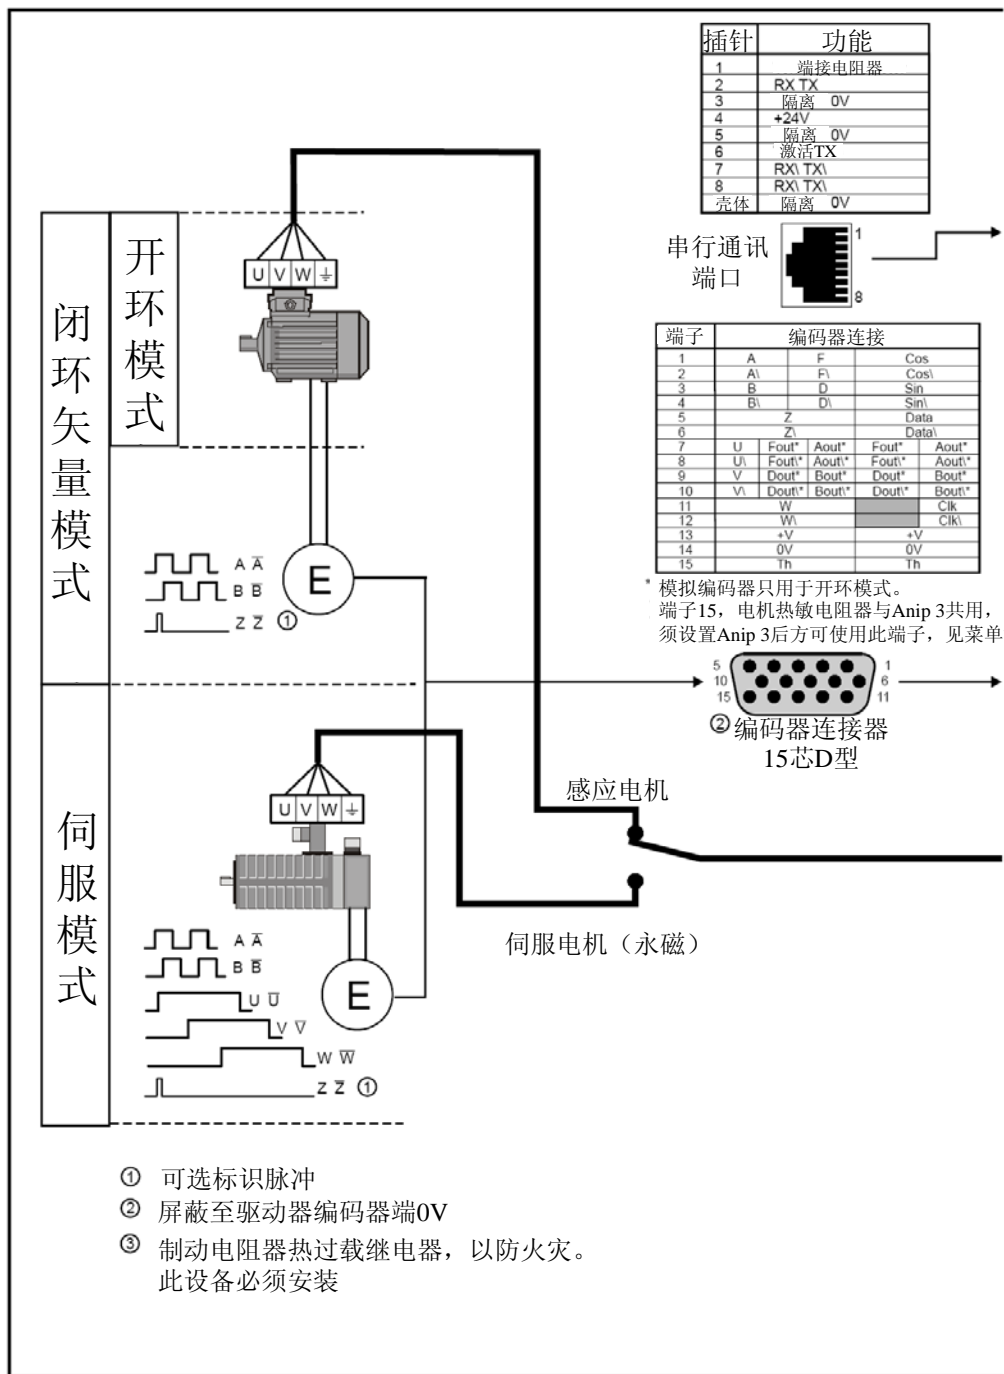 插针 功能
1 端接电阻器
2 RX TX
3 隔离 0V
4 +24V
5 隔离 0V
6 激活TX
7 RX\ TX\
8 RX\ TX\
壳体 隔离 0V
串行通讯
端口
1
8
开环模式
闭环矢量模式
U V W
端子 编码器连接
1 A F Cos
2 A\ F\ Cos\
3 B D Sin
4 B\ D\ Sin\
5 Z Data
6 Z\ Data\
7 U Fout* Aout* Fout* Aout*
8 U\ Fout\* Aout\* Fout\* Aout\*
9 V Dout* Bout* Dout* Bout*
10 V\ Dout\* Bout\* Dout\* Bout\*
11 W Clk
12 W\ Clk\
13 +V +V
14 0V 0V
15 Th Th
* 模拟编码器只用于开环模式。
端子15，电机热敏电阻器与Anip 3共用，
须设置Anip 3后方可使用此端子，见菜单
A A̅
B B̅
Z Z̅ ①
E
5 1
10 6
15 11
②编码器连接器
15芯D型
伺服模式
U V W
感应电机
伺服电机（永磁）
A A̅
B B̅
U U̅
V V̅
W W̅
Z Z̅ ①
E
① 可选标识脉冲
② 屏蔽至驱动器编码器端0V
③ 制动电阻器热过载继电器，以防火灾。
此设备必须安装